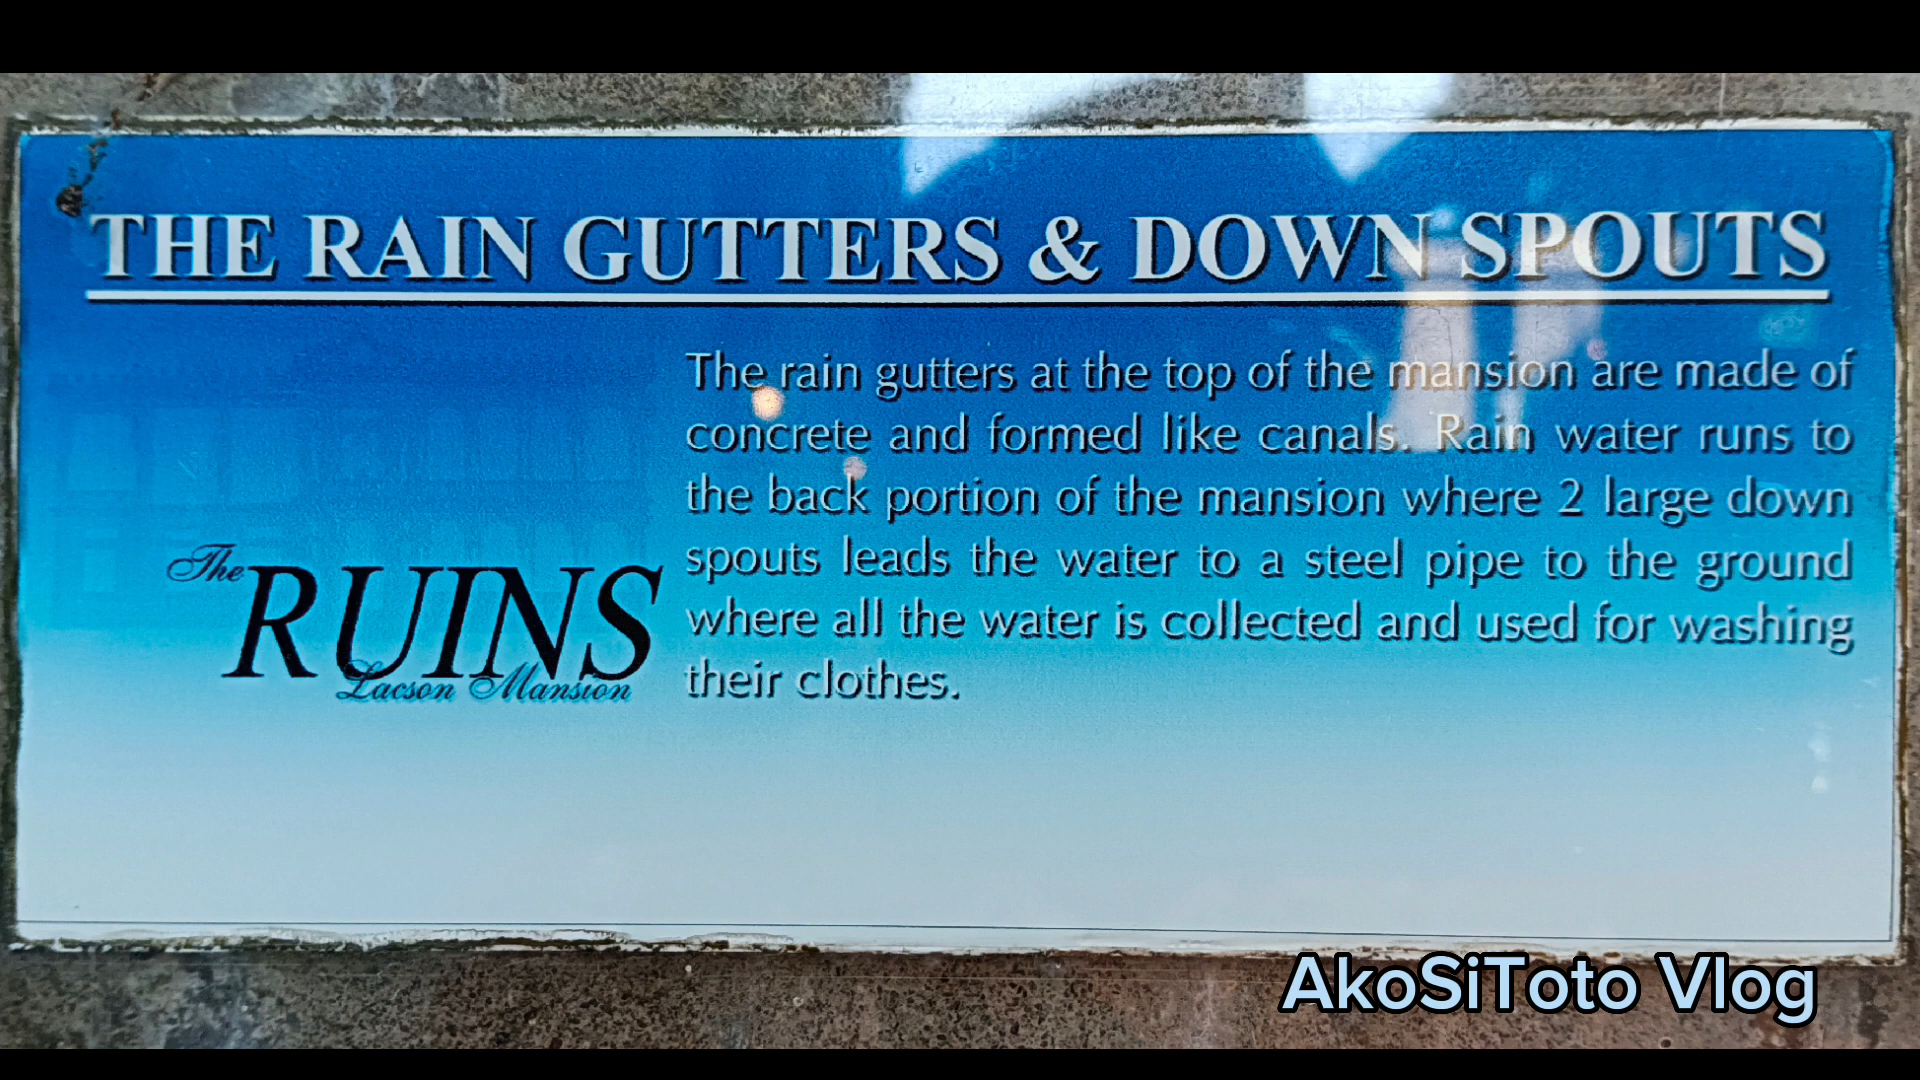 THE RAIN GUTTERS & DOWN SPOUTS
The rain gutters at the top of the mansion are made of
concrete and formed like canals. Rain water runs to
the back portion of the mansion where 2 large down
spouts leads the water to a steel pipe to the ground
where all the water is collected and used for washing
their clothes.
The RUINS
Lacson Mansion
AkoSiToto Vlog